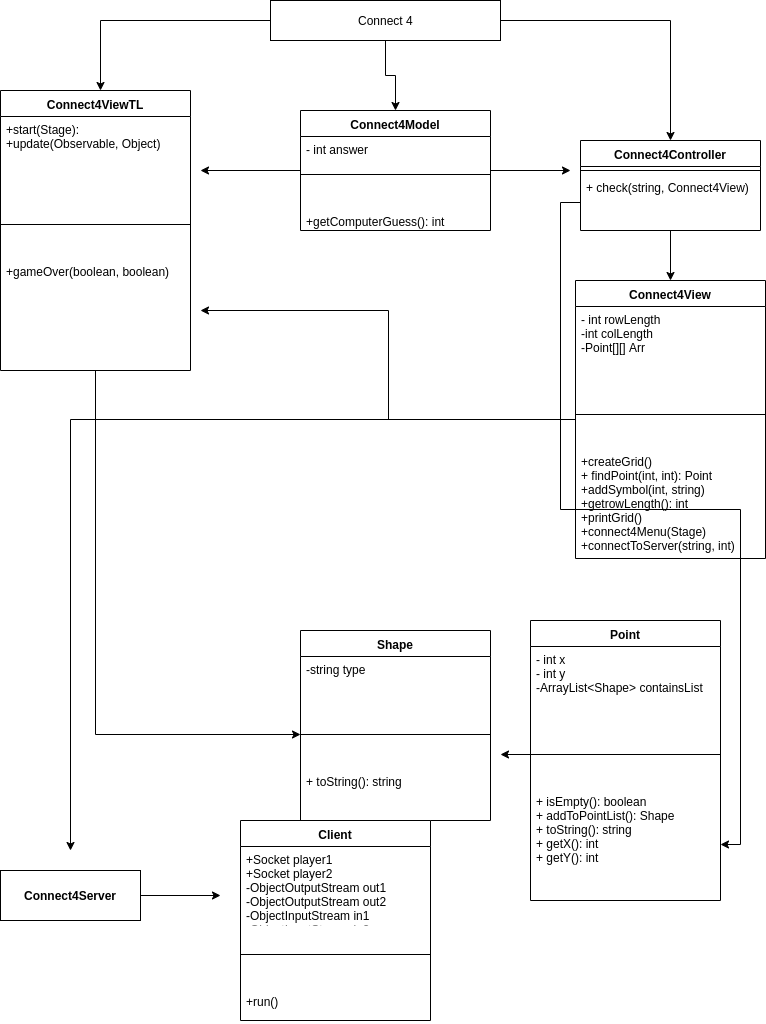 Connect 4
Connect4ViewTL
+start(Stage):
+update(Observable, Object)
+gameOver(boolean, boolean)
Connect4Model
- int answer
+getComputerGuess(): int
Connect4Controller
+ check(string, Connect4View)
Connect4View
- int rowLength
-int colLength
-Point[][] Arr
+createGrid()
+ findPoint(int, int): Point
+addSymbol(int, string)
+getrowLength(): int
+printGrid()
+connect4Menu(Stage)
+connectToServer(string, int)
Shape
-string type
+ toString(): string
Point
- int x
- int y
-ArrayList<Shape> containsList
+ isEmpty(): boolean
+ addToPointList(): Shape
+ toString(): string
+ getX(): int
+ getY(): int
Client
+Socket player1
+Socket player2
-ObjectOutputStream out1
-ObjectOutputStream out2
-ObjectInputStream in1
+run()
Connect4Server